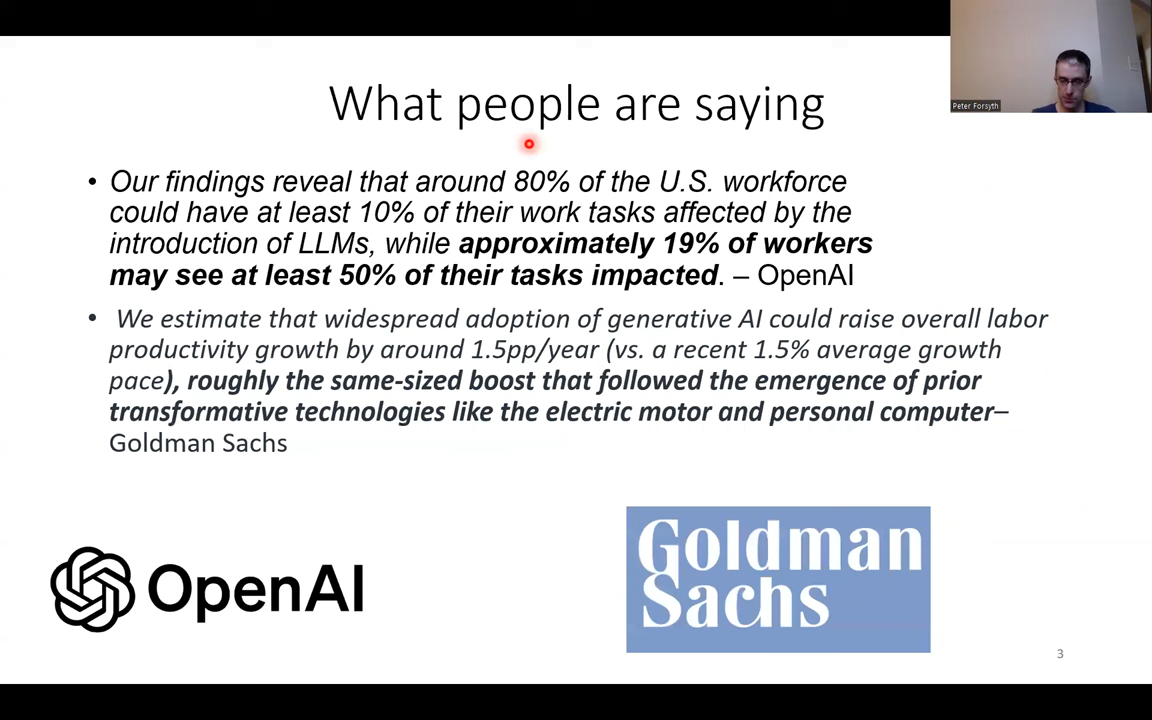 What people are saying
Peter Forsyth
• Our findings reveal that around 80% of the U.S. workforce
could have at least 10% of their work tasks affected by the
introduction of LLMs, while approximately 19% of workers
may see at least 50% of their tasks impacted. – OpenAI
• We estimate that widespread adoption of generative AI could raise overall labor
productivity growth by around 1.5pp/year (vs. a recent 1.5% average growth
pace), roughly the same-sized boost that followed the emergence of prior
transformative technologies like the electric motor and personal computer–
Goldman Sachs
OpenAI
Goldman
Sachs
3